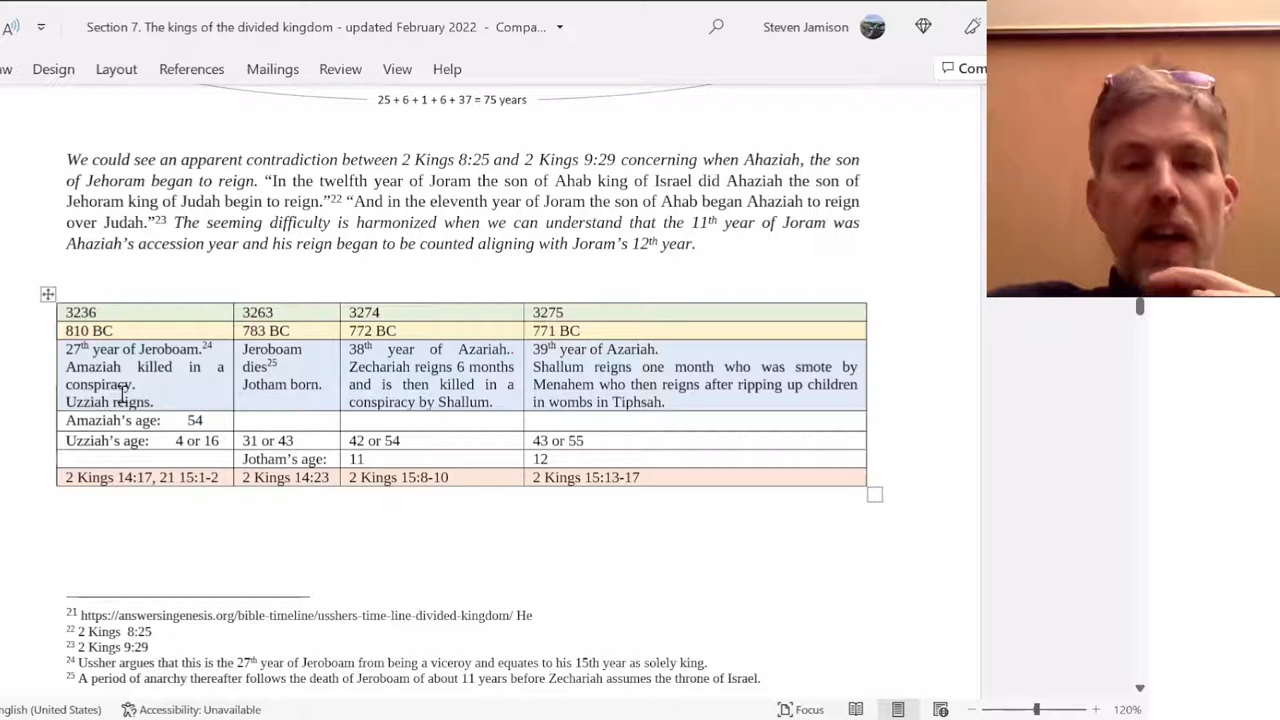 Section 7. The kings of the divided kingdom - updated February 2022 - Compa...
Steven Jamison
aw Design Layout References Mailings Review View Help
Com
25 + 6 + 1 + 6 + 37 = 75 years
We could see an apparent contradiction between 2 Kings 8:25 and 2 Kings 9:29 concerning when Ahaziah, the son
of Jehoram began to reign. “In the twelfth year of Joram the son of Ahab king of Israel did Ahaziah the son of
Jehoram king of Judah begin to reign.”22 “And in the eleventh year of Joram the son of Ahab began Ahaziah to reign
over Judah.”23 The seeming difficulty is harmonized when we can understand that the 11th year of Joram was
Ahaziah’s accession year and his reign began to be counted aligning with Joram’s 12th year.
3236 3263 3274 3275
810 BC 783 BC 772 BC 771 BC
27th year of Jeroboam.24 Jeroboam 38th year of Azariah.. 39th year of Azariah.
Amaziah killed in a dies25 Zechariah reigns 6 months Shallum reigns one month who was smote by
conspiracy. Jotham born. and is then killed in a Menahem who then reigns after ripping up children
Uzziah reigns. conspiracy by Shallum. in wombs in Tiphsah.
Amaziah’s age: 54
Uzziah’s age: 4 or 16 31 or 43 42 or 54 43 or 55
Jotham’s age: 11 12
2 Kings 14:17, 21 15:1-2 2 Kings 14:23 2 Kings 15:8-10 2 Kings 15:13-17
21 https://answersingenesis.org/bible-timeline/usshers-time-line-divided-kingdom/ He
22 2 Kings 8:25
23 2 Kings 9:29
24 Ussher argues that this is the 27th year of Jeroboam from being a viceroy and equates to his 15th year as solely king.
25 A period of anarchy thereafter follows the death of Jeroboam of about 11 years before Zechariah assumes the throne of Israel.
English (United States) Accessibility: Unavailable Focus 120%